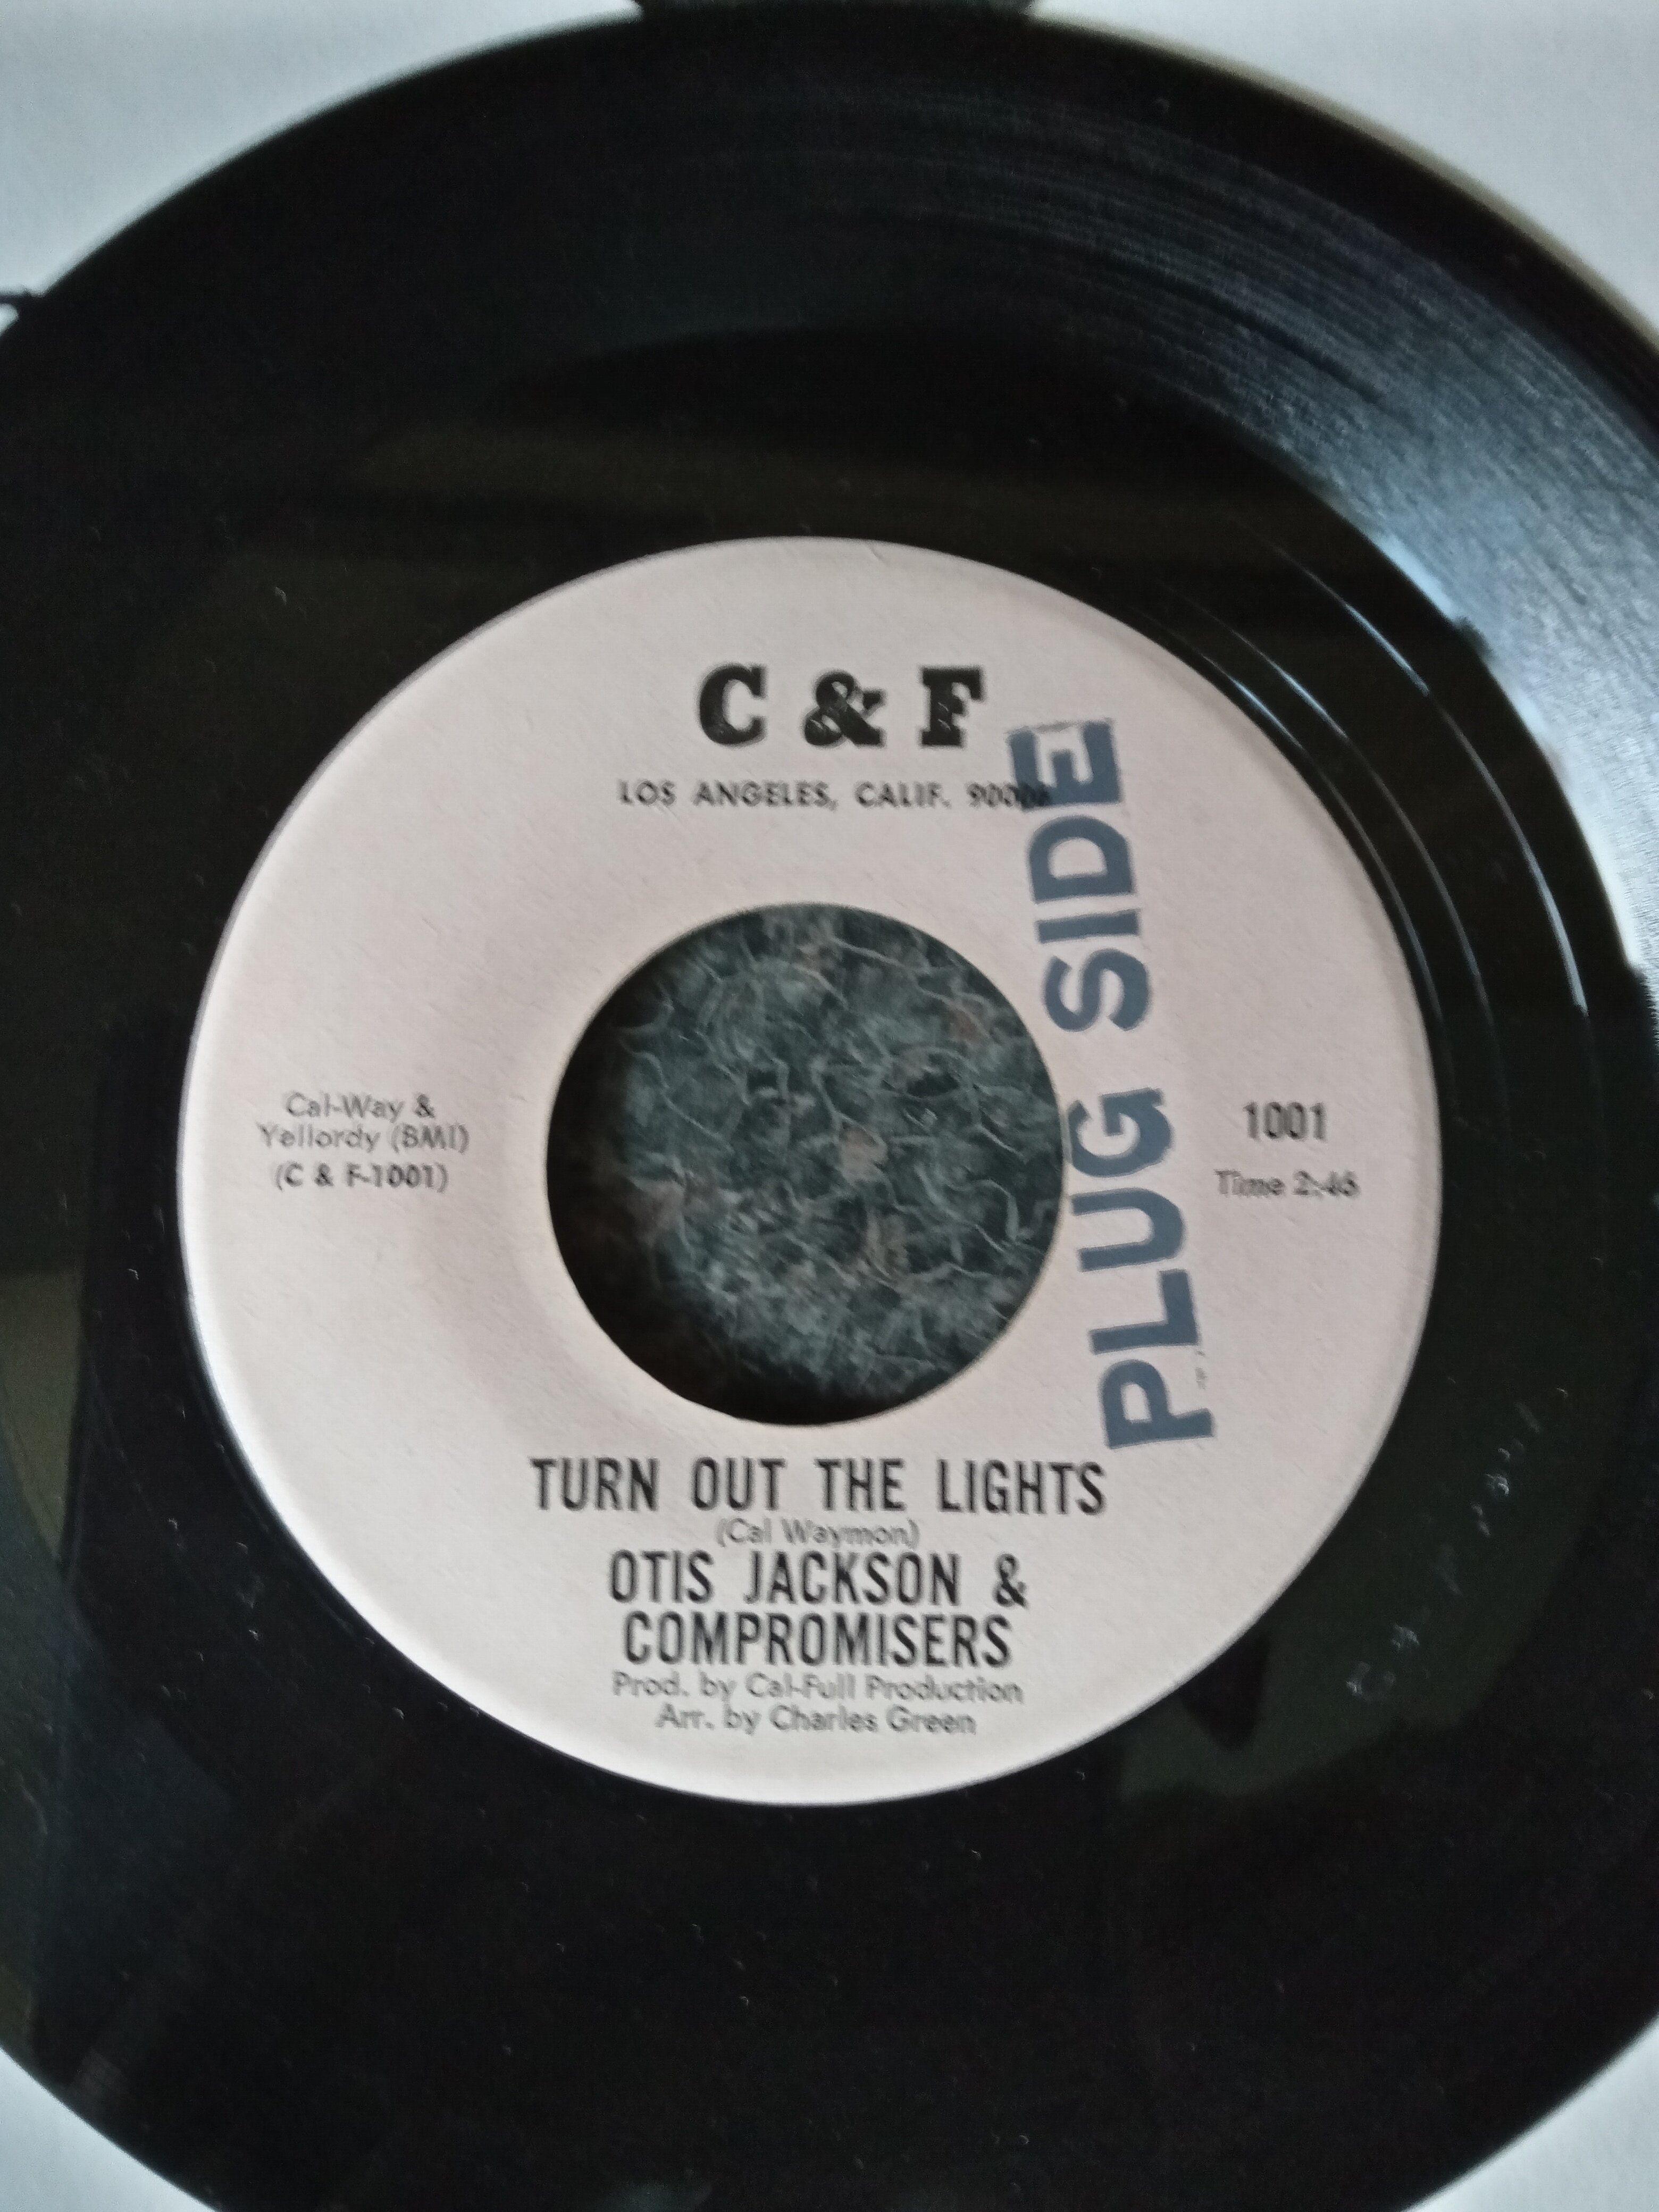 C & F
LOS ANGELES, CALIF.
PLUG SIDE
Cal-Way &
Yellordy (BMI)
(C & F-1001)
1001
Time 2:46
TURN OUT THE LIGHTS
(Cal Waymon)
OTIS JACKSON &
COMPROMISERS
Prod. by Cal-Full Production
Arr. by Charles Green